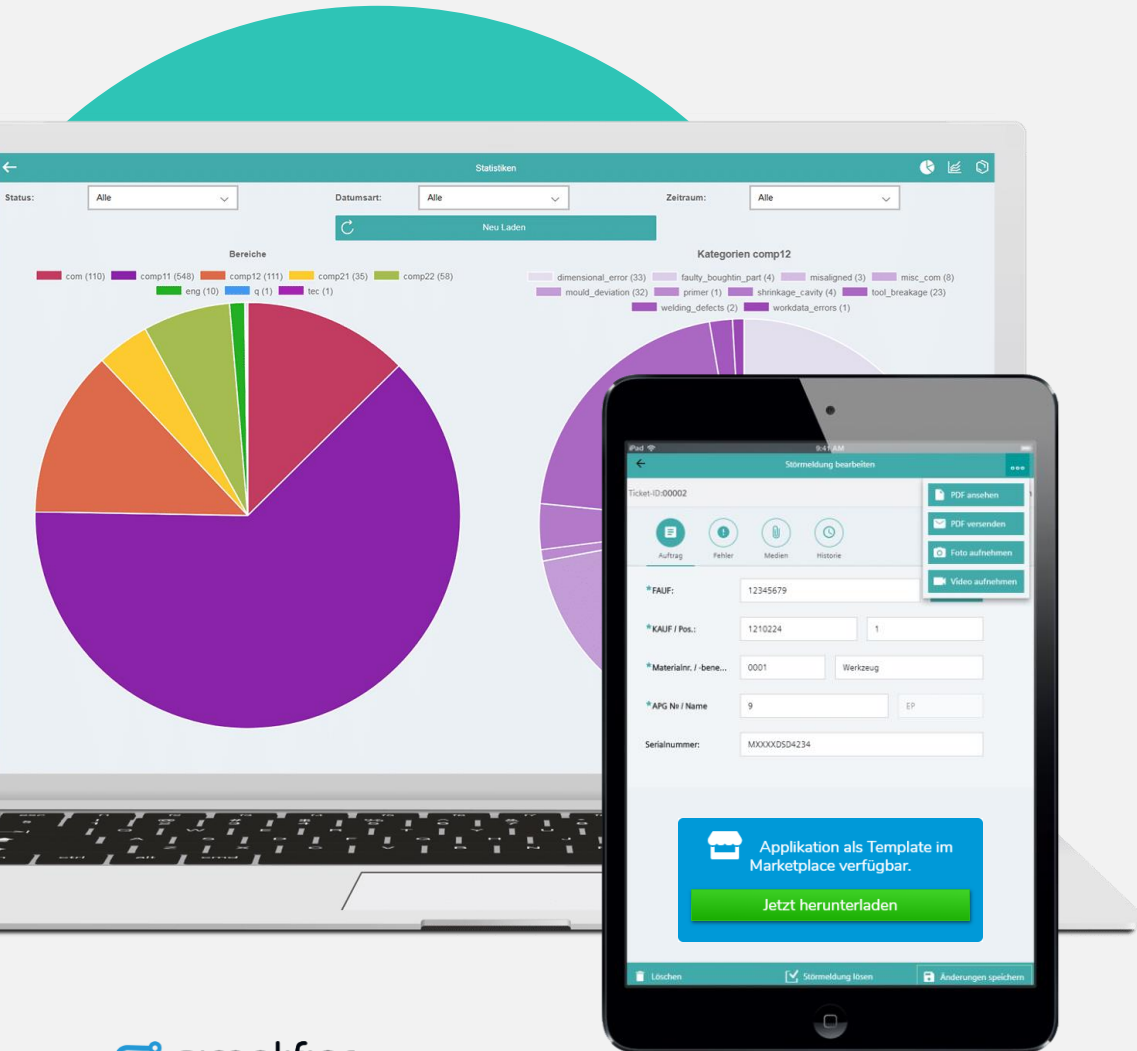 Statistiken
Status:
Alle
Datumsart:
Alle
Zeitraum:
Alle
Neu Laden
Bereiche
com (110) comp11 (548) comp12 (111) comp21 (35) comp22 (58)
eng (10) q (1) tec (1)
Kategorien comp12
dimensional_error (33) faulty_boughtin_part (4) misaligned (3) misc_com (8)
mould_deviation (32) primer (1) shrinkage_cavity (4) tool_breakage (23)
welding_defects (2) workdata_errors (1)
iPad 9:41 AM
Störmeldung bearbeiten
Ticket-ID:00002
PDF ansehen
PDF versenden
Foto aufnehmen
Video aufnehmen
Auftrag Fehler Medien Historie
*FAUF: 12345679
*KAUF / Pos.: 1210224 1
*Materialnr. / -bene... 0001 Werkzeug
*APG № / Name 9 EP
Serialnummer: MXXXXDSD4234
Applikation als Template im
Marketplace verfügbar.
Jetzt herunterladen
Löschen Störmeldung lösen Änderungen speichern
esc
ctrl alt cmd